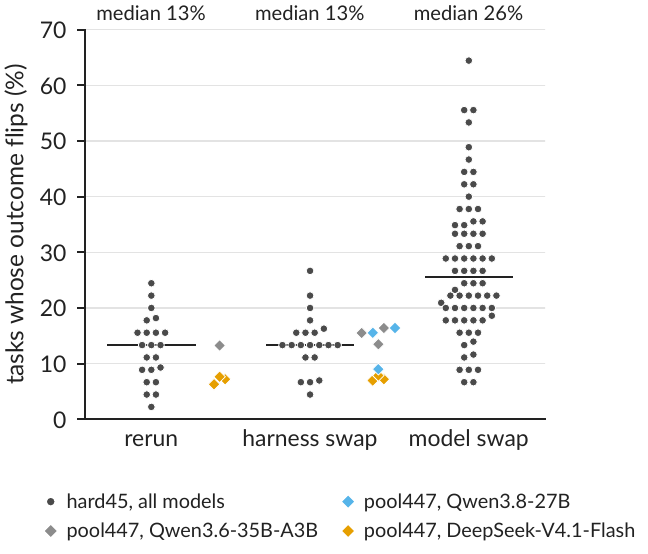 median 13% median 13% median 26%
tasks whose outcome flips (%)
70
60
50
40
30
20
10
0
rerun harness swap model swap
hard45, all models
pool447, Qwen3.8-27B
pool447, Qwen3.6-35B-A3B
pool447, DeepSeek-V4.1-Flash